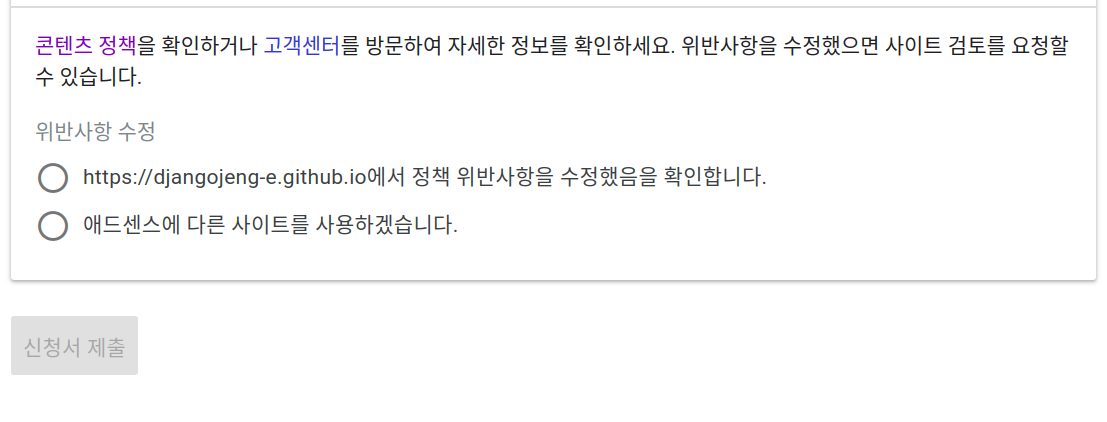 콘텐츠 정책을 확인하거나 고객센터를 방문하여 자세한 정보를 확인하세요. 위반사항을 수정했으면 사이트 검토를 요청할
수 있습니다.
위반사항 수정
https://djangojeng-e.github.io에서 정책 위반사항을 수정했음을 확인합니다.
애드센스에 다른 사이트를 사용하겠습니다.
신청서 제출